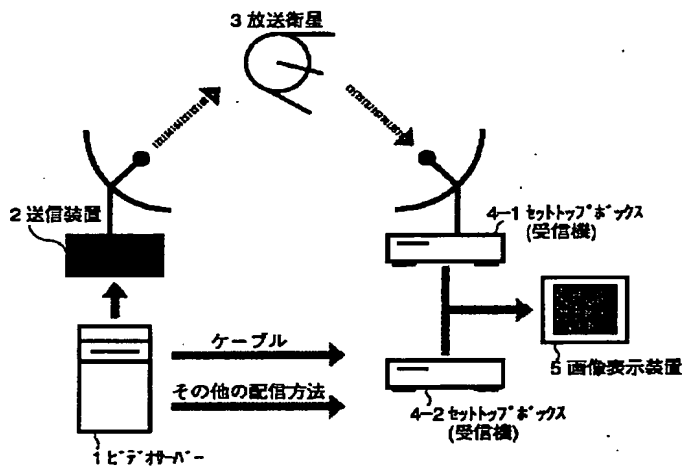 3 放送衛星
2 送信装置
4-1 ｾｯﾄﾄｯﾌﾟﾎﾞｯｸｽ
(受信機)
ケーブル
その他の配信方法
5 画像表示装置
4-2 ｾｯﾄﾄｯﾌﾟﾎﾞｯｸｽ
(受信機)
1 ﾋﾞﾃﾞｵｻｰﾊﾞｰ